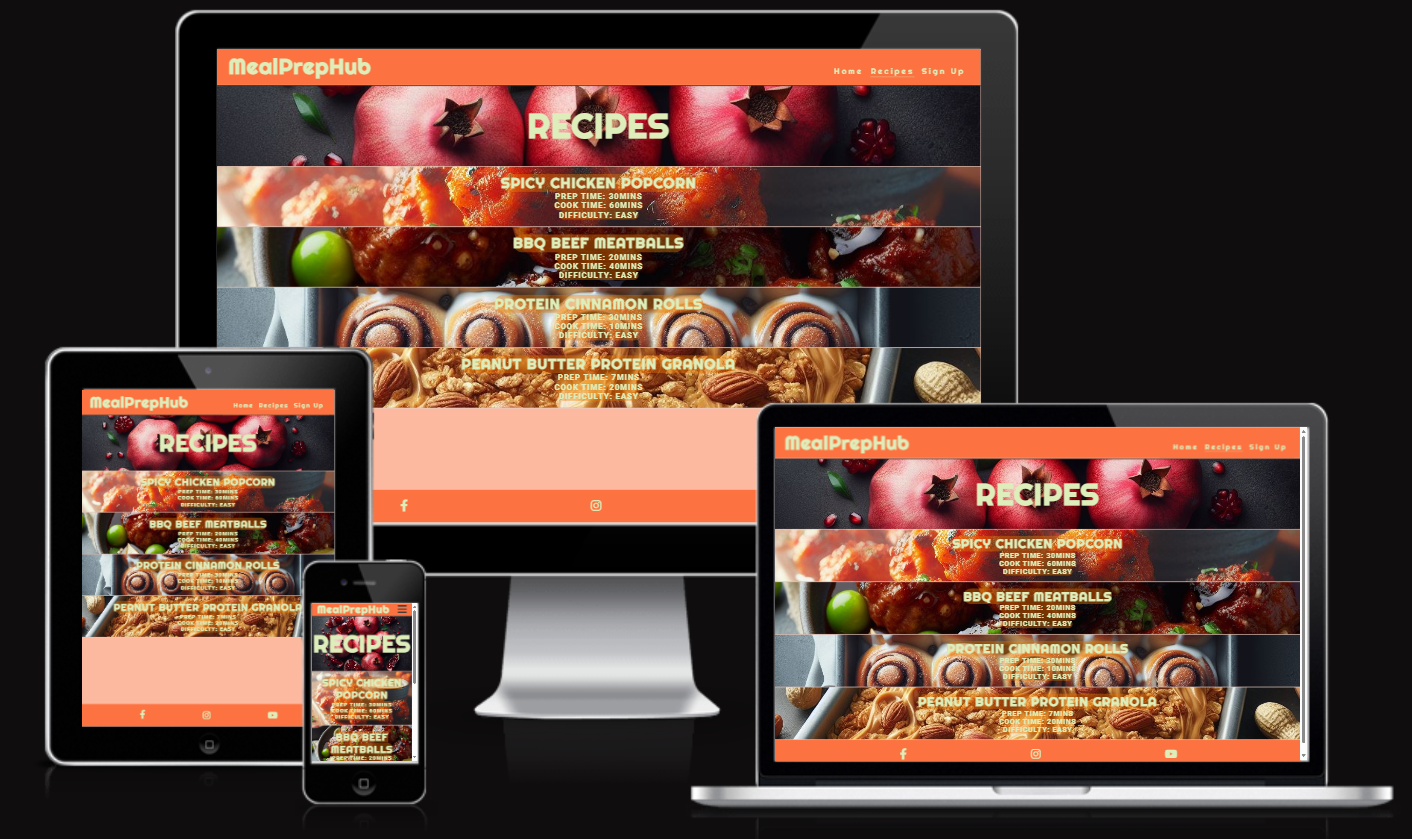 MealPrepHub
Home Recipes Sign Up
RECIPES
SPICY CHICKEN POPCORN
PREP TIME: 30MINS
COOK TIME: 60MINS
DIFFICULTY: EASY
BBQ BEEF MEATBALLS
PREP TIME: 20MINS
COOK TIME: 40MINS
DIFFICULTY: EASY
PROTEIN CINNAMON ROLLS
PREP TIME: 30MINS
COOK TIME: 10MINS
DIFFICULTY: EASY
PEANUT BUTTER PROTEIN GRANOLA
PREP TIME: 7MINS
COOK TIME: 20MINS
DIFFICULTY: EASY
MealPrepHub
Home Recipes Sign Up
RECIPES
SPICY CHICKEN POPCORN
PREP TIME: 30MINS
COOK TIME: 60MINS
DIFFICULTY: EASY
BBQ BEEF MEATBALLS
PREP TIME: 20MINS
COOK TIME: 40MINS
DIFFICULTY: EASY
PROTEIN CINNAMON ROLLS
PREP TIME: 30MINS
COOK TIME: 10MINS
DIFFICULTY: EASY
PEANUT BUTTER PROTEIN GRANOLA
PREP TIME: 7MINS
COOK TIME: 20MINS
DIFFICULTY: EASY
MealPrepHub
RECIPES
SPICY CHICKEN
POPCORN
PREP TIME: 30MINS
COOK TIME: 60MINS
DIFFICULTY: EASY
BBQ BEEF
MEATBALLS
PREP TIME: 20MINS
MealPrepHub
Home Recipes Sign Up
RECIPES
SPICY CHICKEN POPCORN
PREP TIME: 30MINS
COOK TIME: 60MINS
DIFFICULTY: EASY
BBQ BEEF MEATBALLS
PREP TIME: 20MINS
COOK TIME: 40MINS
DIFFICULTY: EASY
PROTEIN CINNAMON ROLLS
PREP TIME: 30MINS
COOK TIME: 10MINS
DIFFICULTY: EASY
PEANUT BUTTER PROTEIN GRANOLA
PREP TIME: 7MINS
COOK TIME: 20MINS
DIFFICULTY: EASY